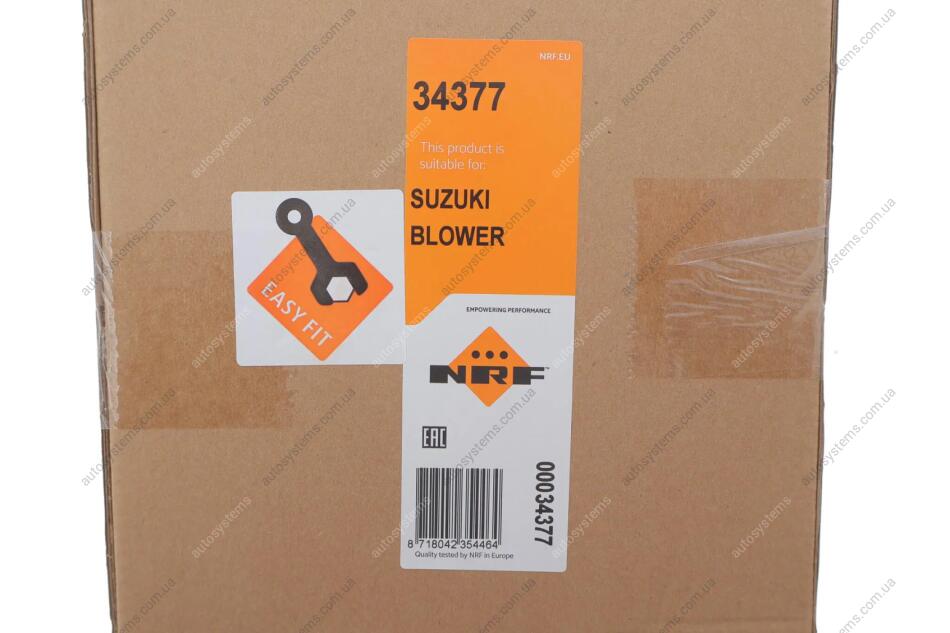 NRF.EU
34377
This product is
suitable for:
SUZUKI
BLOWER
EASY FIT
EMPOWERING PERFORMANCE
NRF™
EAC
00034377
8 718042 354464
Quality tested by NRF in Europe
autosystems.com.ua